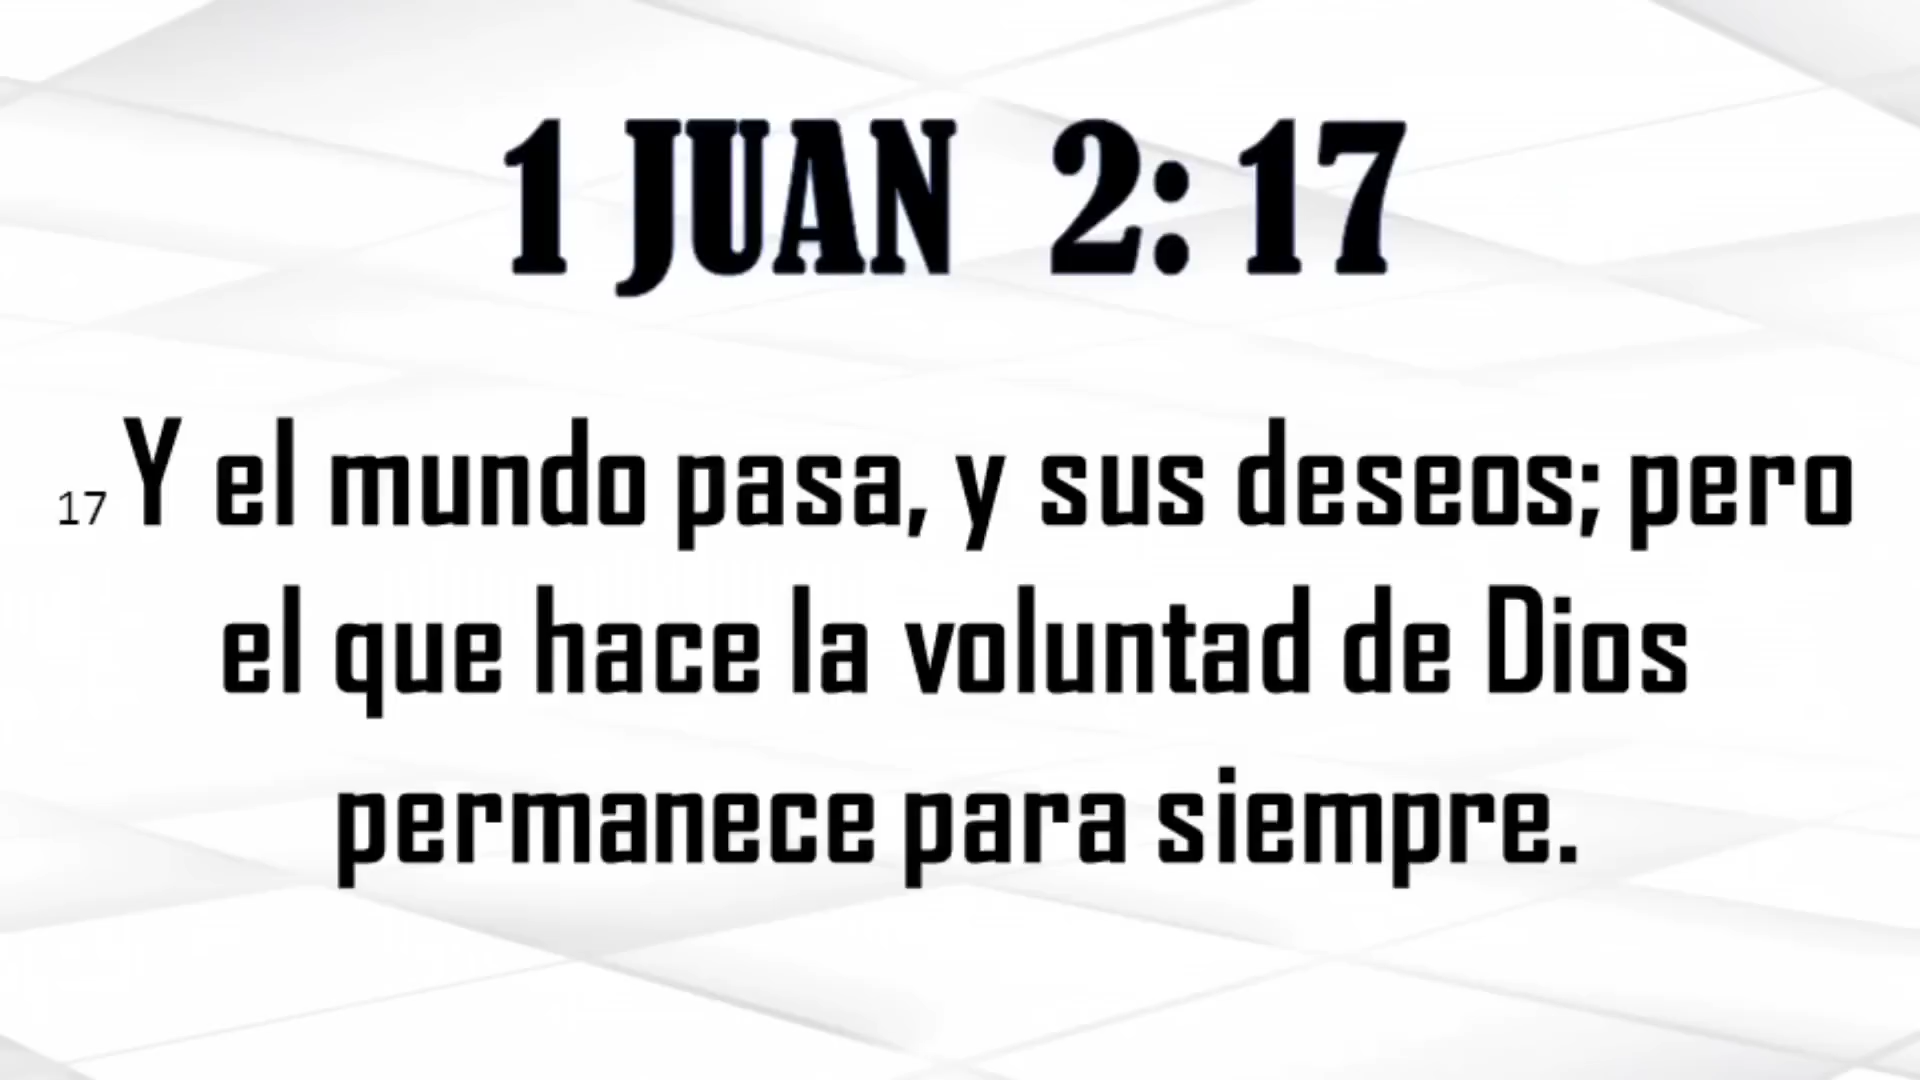 1 JUAN 2: 17
17 Y el mundo pasa, y sus deseos; pero
el que hace la voluntad de Dios
permanece para siempre.